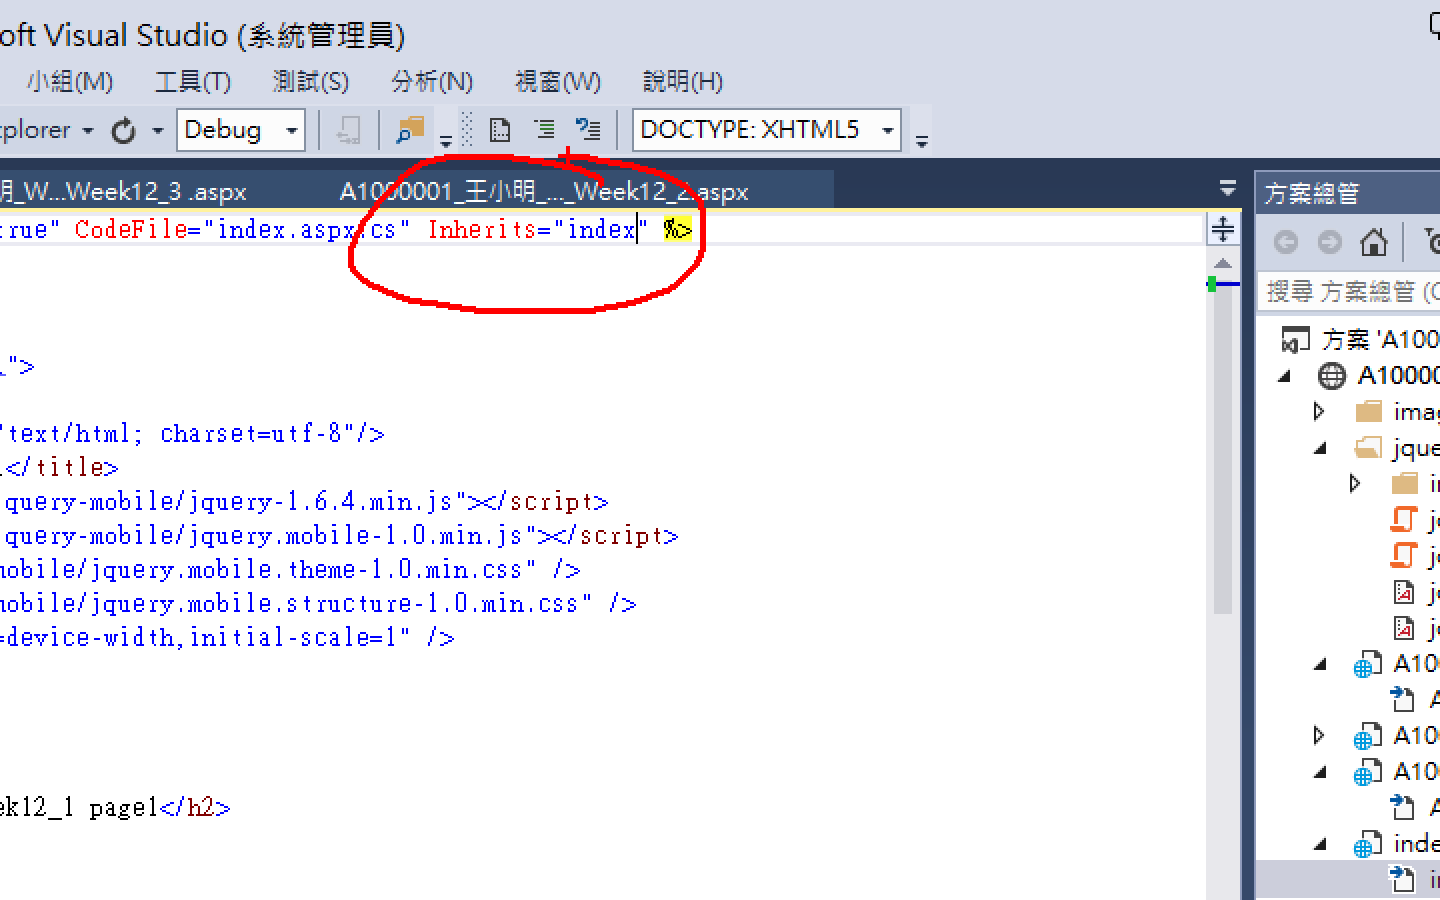 oft Visual Studio (系統管理員)
小組(M) 工具(T) 測試(S) 分析(N) 視窗(W) 說明(H)
xplorer Debug DOCTYPE: XHTML5
明_W...Week12_3 .aspx A1000001_王小明_..._Week12_2.aspx
rue" CodeFile="index.aspx.cs" Inherits="index" %>
">
"text/html; charset=utf-8"/>
</title>
query-mobile/jquery-1.6.4.min.js"></script>
query-mobile/jquery.mobile-1.0.min.js"></script>
mobile/jquery.mobile.theme-1.0.min.css" />
mobile/jquery.mobile.structure-1.0.min.css" />
=device-width,initial-scale=1" />
ek12_1 page1</h2>
方案總管
搜尋 方案總管 (C
方案 'A100
A10000
imag
jque
i
j
j
j
j
A10
A
A10
A10
A
inde
i